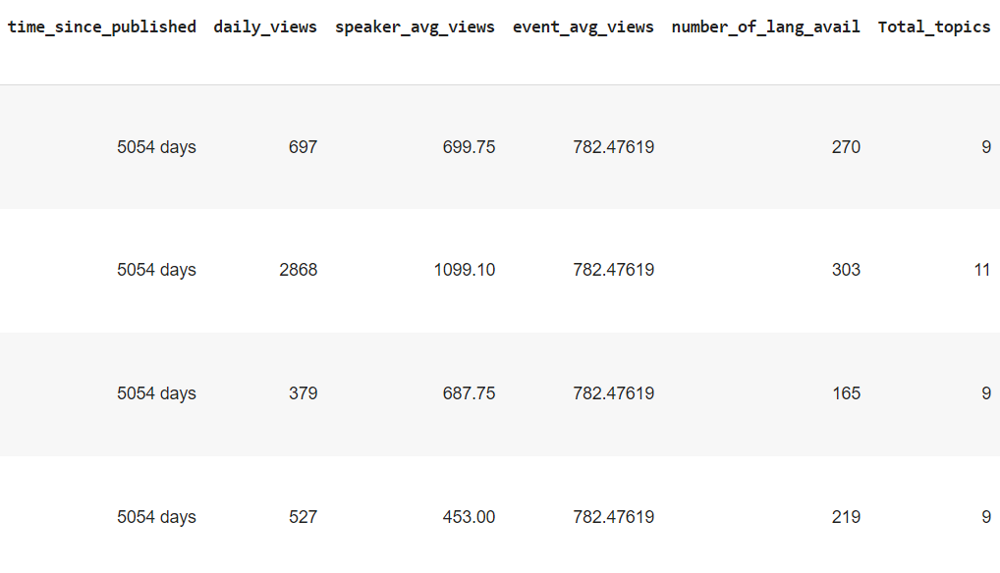 time_since_published daily_views speaker_avg_views event_avg_views number_of_lang_avail Total_topics
5054 days 697 699.75 782.47619 270 9
5054 days 2868 1099.10 782.47619 303 11
5054 days 379 687.75 782.47619 165 9
5054 days 527 453.00 782.47619 219 9